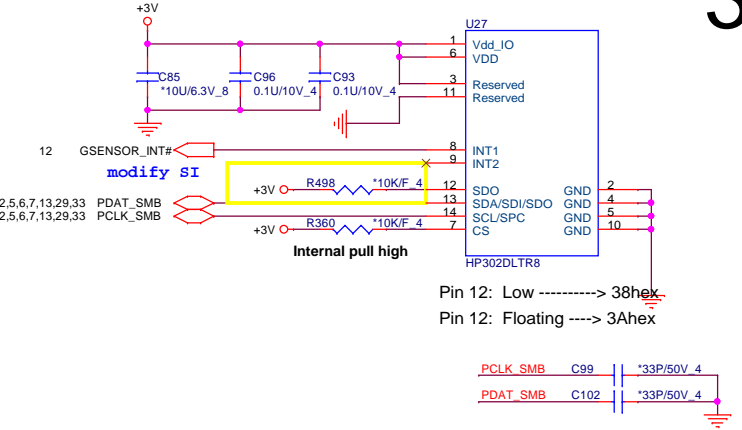 +3V
3
U27
1 Vdd_IO
6 VDD
C85
*10U/6.3V_8
C96
0.1U/10V_4
C93
0.1U/10V_4
3 Reserved
11 Reserved
12 GSENSOR_INT#
8 INT1
9 INT2
modify SI
+3V R498 *10K/F_4 12 SDO GND 2
2,5,6,7,13,29,33 PDAT_SMB 13 SDA/SDI/SDO GND 4
2,5,6,7,13,29,33 PCLK_SMB 14 SCL/SPC GND 5
+3V R360 *10K/F_4 7 CS GND 10
Internal pull high
HP302DLTR8
Pin 12: Low ----------> 38hex
Pin 12: Floating ----> 3Ahex
PCLK_SMB C99 *33P/50V_4
PDAT_SMB C102 *33P/50V_4